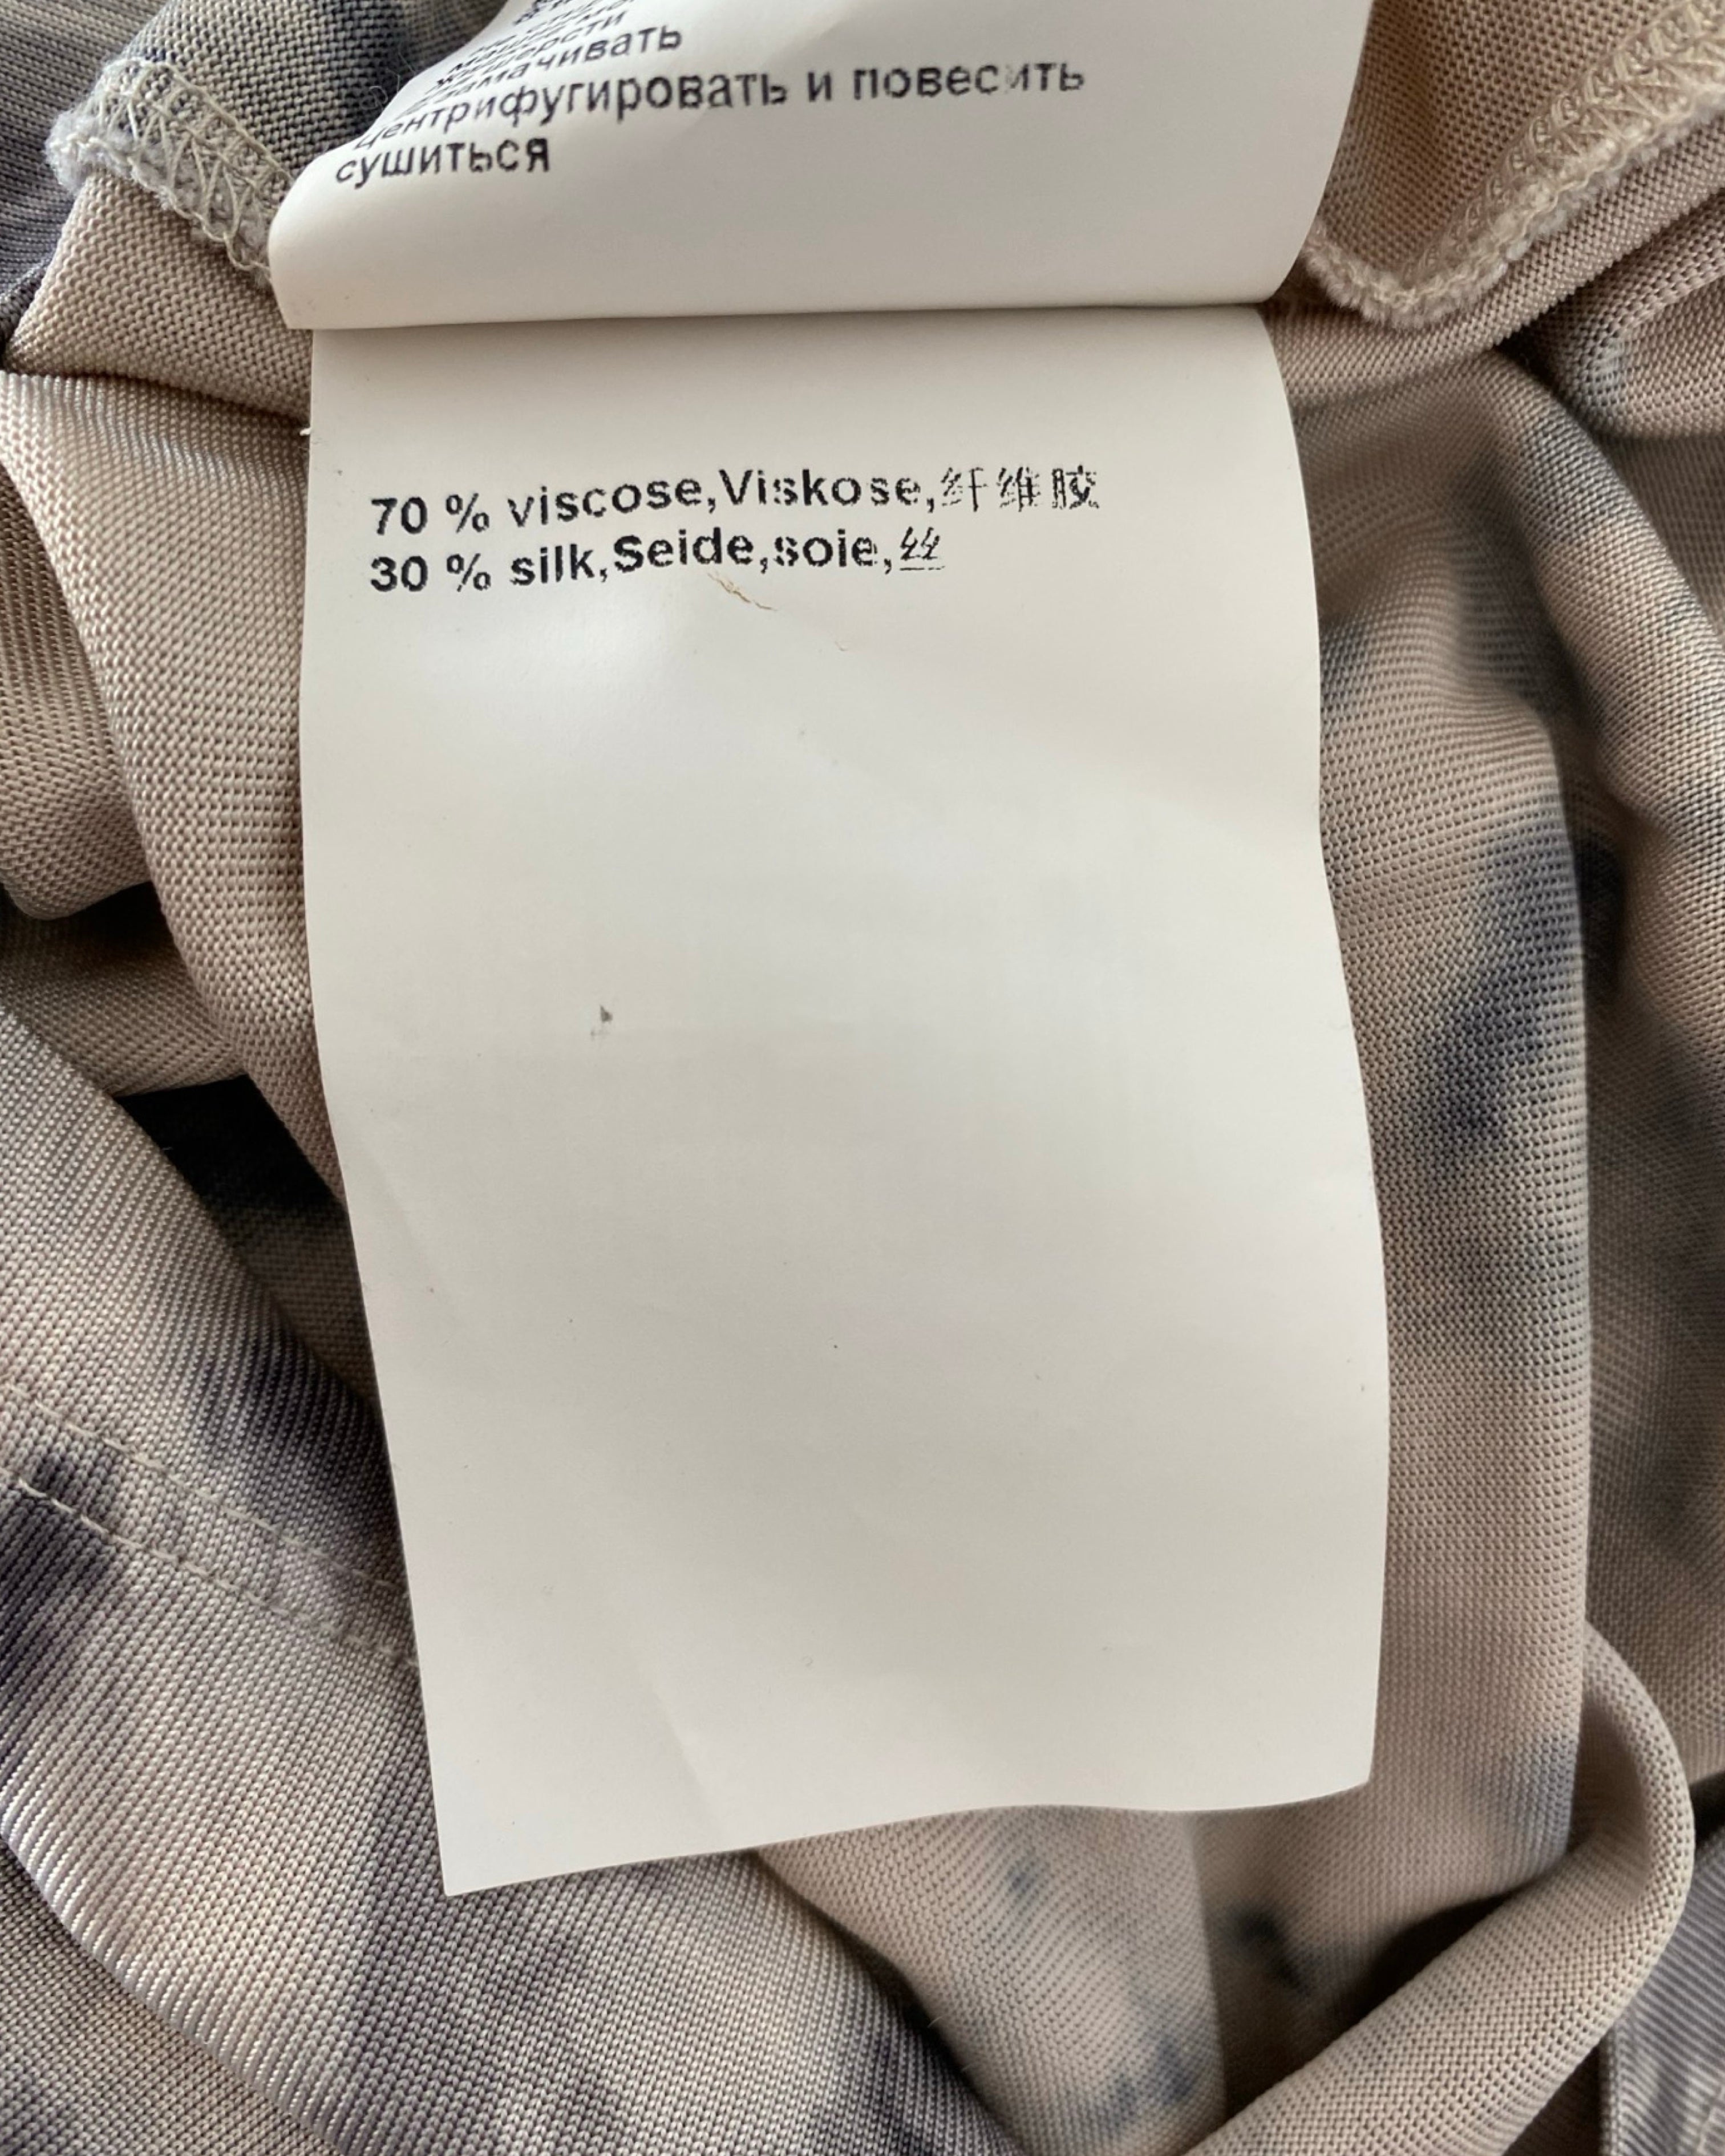 замачивать
центрифугировать и повесить
сушиться
70 % viscose,Viskose,纤维胶
30 % silk,Seide,soie,丝